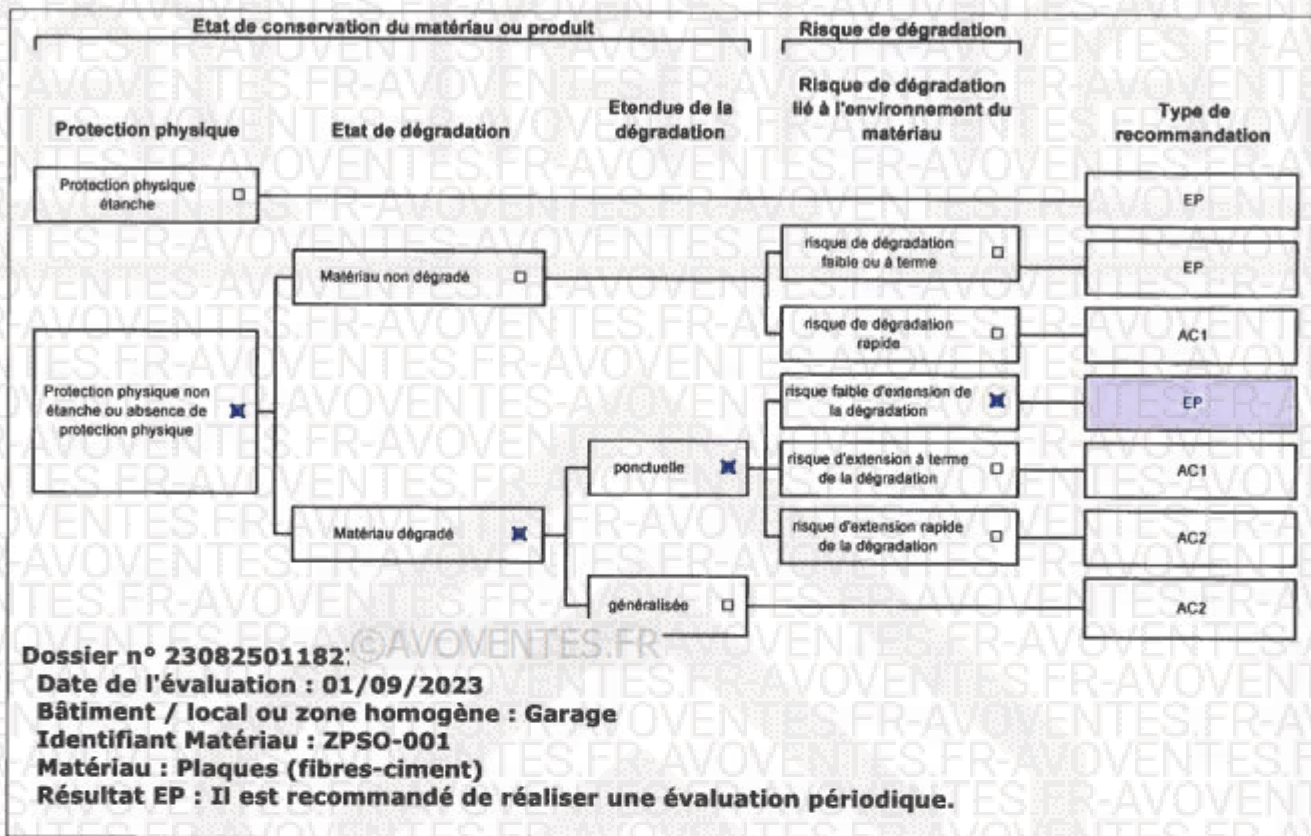 Etat de conservation du matériau ou produit
Risque de dégradation
Protection physique
Etat de dégradation
Etendue de la
dégradation
Risque de dégradation
lié à l'environnement du
matériau
Type de
recommandation
Protection physique
étanche
EP
Matériau non dégradé
risque de dégradation
faible ou à terme
EP
risque de dégradation
rapide
AC1
Protection physique non
étanche ou absence de
protection physique
risque faible d'extension de
la dégradation
EP
ponctuelle
risque d'extension à terme
de la dégradation
AC1
Matériau dégradé
risque d'extension rapide
de la dégradation
AC2
généralisée
AC2
©AVOVENTES.FR
Dossier n° 23082501182
Date de l'évaluation : 01/09/2023
Bâtiment / local ou zone homogène : Garage
Identifiant Matériau : ZPSO-001
Matériau : Plaques (fibres-ciment)
Résultat EP : Il est recommandé de réaliser une évaluation périodique.